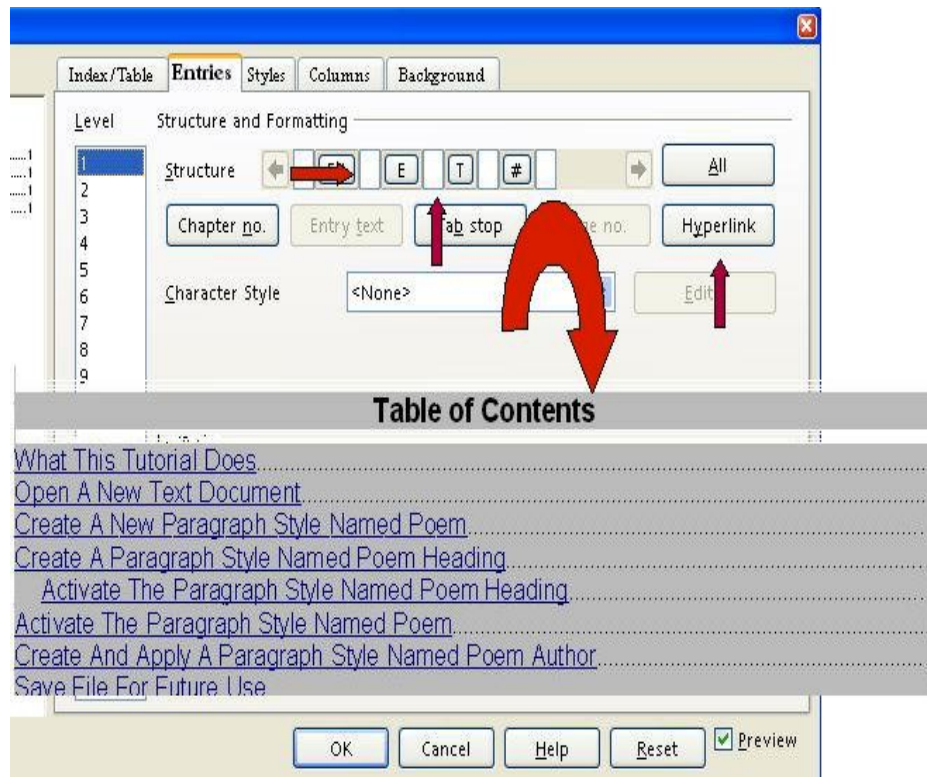 Index/Table Entries Styles Columns Background
Level Structure and Formatting
1 Structure E T # All
2
3 Chapter no. Entry text Tab stop no. Hyperlink
4
5
6 Character Style <None> Edit
7
8
9
Table of Contents
What This Tutorial Does
Open A New Text Document
Create A New Paragraph Style Named Poem
Create A Paragraph Style Named Poem Heading
Activate The Paragraph Style Named Poem Heading
Activate The Paragraph Style Named Poem
Create And Apply A Paragraph Style Named Poem Author
Save File For Future Use
OK Cancel Help Reset Preview